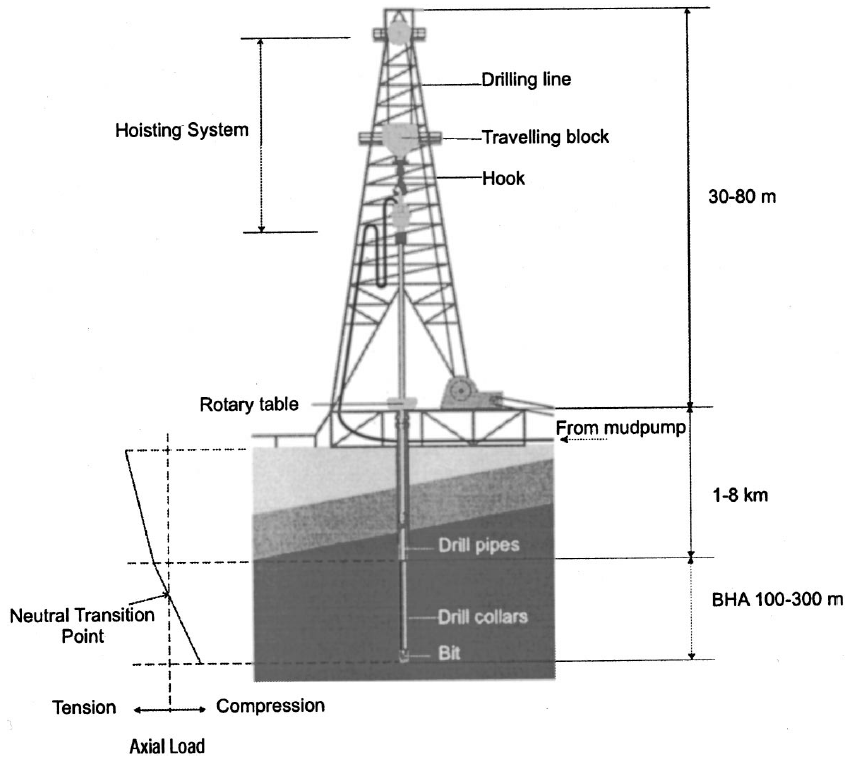 Drilling line
Hoisting System
Travelling block
Hook
30-80 m
Rotary table
From mudpump
1-8 km
Drill pipes
BHA 100-300 m
Neutral Transition
Point
Drill collars
Bit
Tension
Compression
Axial Load